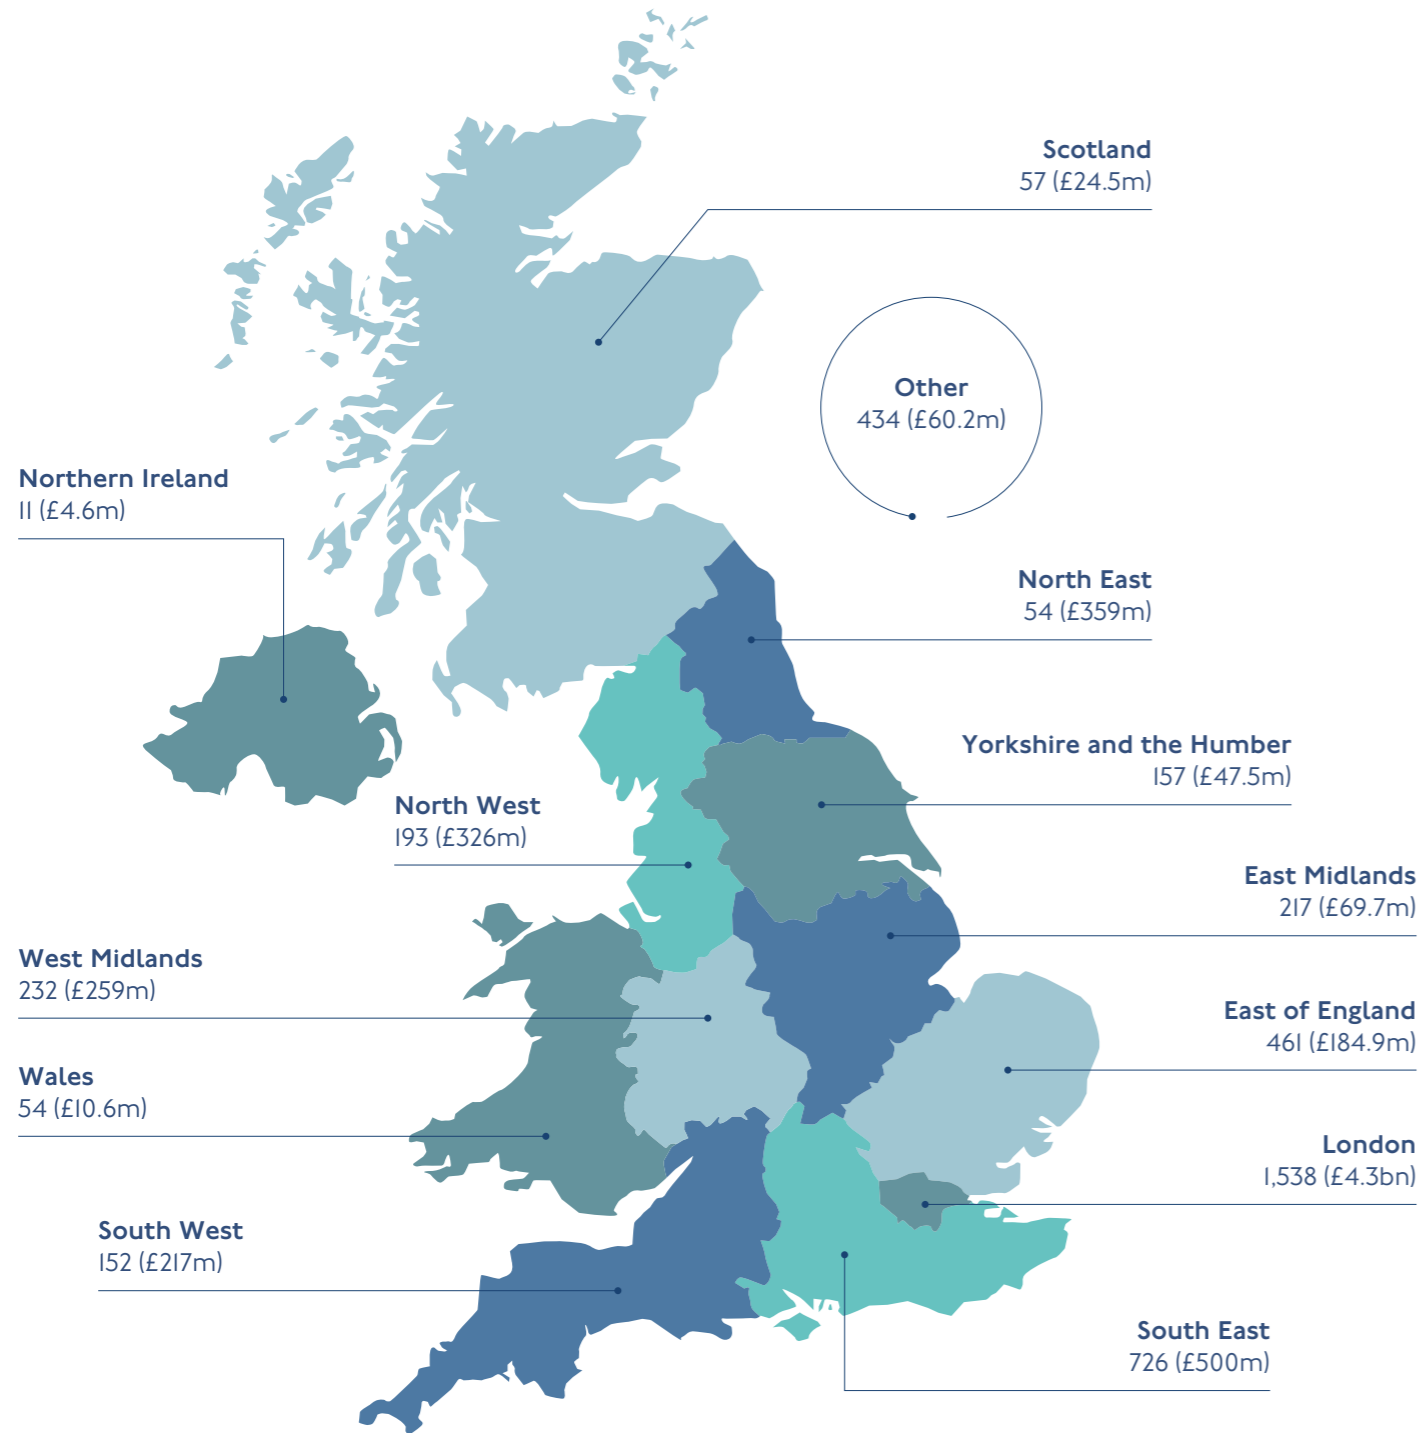 Scotland
57 (£24.5m)
Other
434 (£60.2m)
Northern Ireland
11 (£4.6m)
North East
54 (£359m)
Yorkshire and the Humber
157 (£47.5m)
North West
193 (£326m)
East Midlands
217 (£69.7m)
West Midlands
232 (£259m)
East of England
461 (£184.9m)
Wales
54 (£10.6m)
London
1,538 (£4.3bn)
South West
152 (£217m)
South East
726 (£500m)